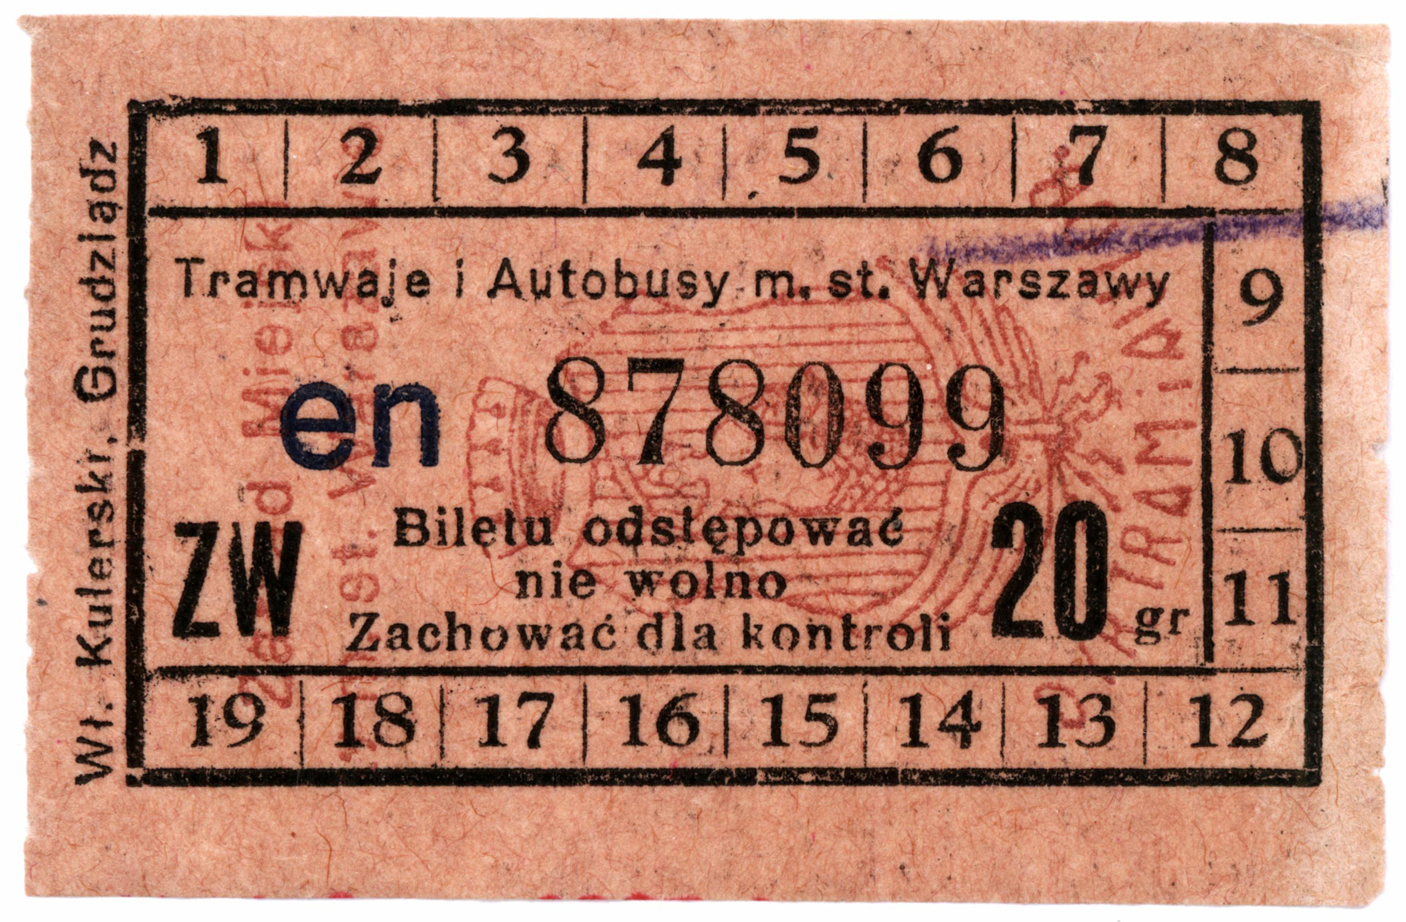 1 2 3 4 5 6 7 8
Tramwaje i Autobusy m. st. Warszawy
9
en 878099
10
Biletu odstępować
nie wolno
Zachować dla kontroli
ZW
20 gr
11
19 18 17 16 15 14 13 12
Wł. Kulerski, Grudziądz